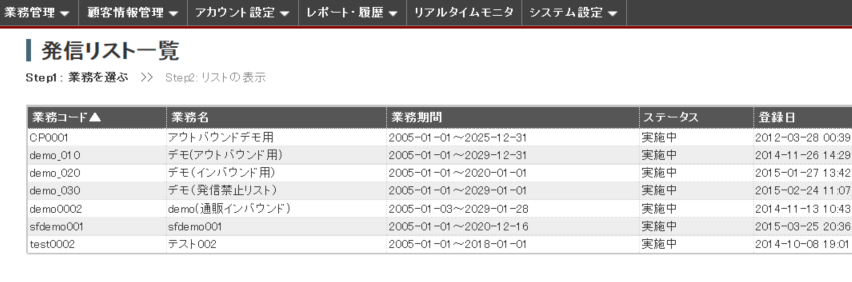 業務管理 ▼ 顧客情報管理 ▼ アカウント設定 ▼ レポート・履歴 ▼ リアルタイムモニタ システム設定 ▼
発信リスト一覧
Step1: 業務を選ぶ >> Step2: リストの表示
業務コード▲ 業務名 業務期間 ステータス 登録日
CP0001 アウトバウンドデモ用 2005-01-01～2025-12-31 実施中 2012-03-28 00:39
demo_010 デモ(アウトバウンド用) 2005-01-01～2029-12-31 実施中 2014-11-26 14:29
demo_020 デモ(インバウンド用) 2005-01-01～2020-01-01 実施中 2015-01-27 13:42
demo_030 デモ(発信禁止リスト) 2005-01-01～2029-01-01 実施中 2015-02-24 11:07
demo0002 demo(通販インバウンド) 2005-01-03～2029-01-28 実施中 2014-11-13 10:43
sfdemo001 sfdemo001 2005-01-01～2020-12-16 実施中 2015-03-25 20:36
test0002 テスト002 2005-01-01～2018-01-01 実施中 2014-10-08 19:01